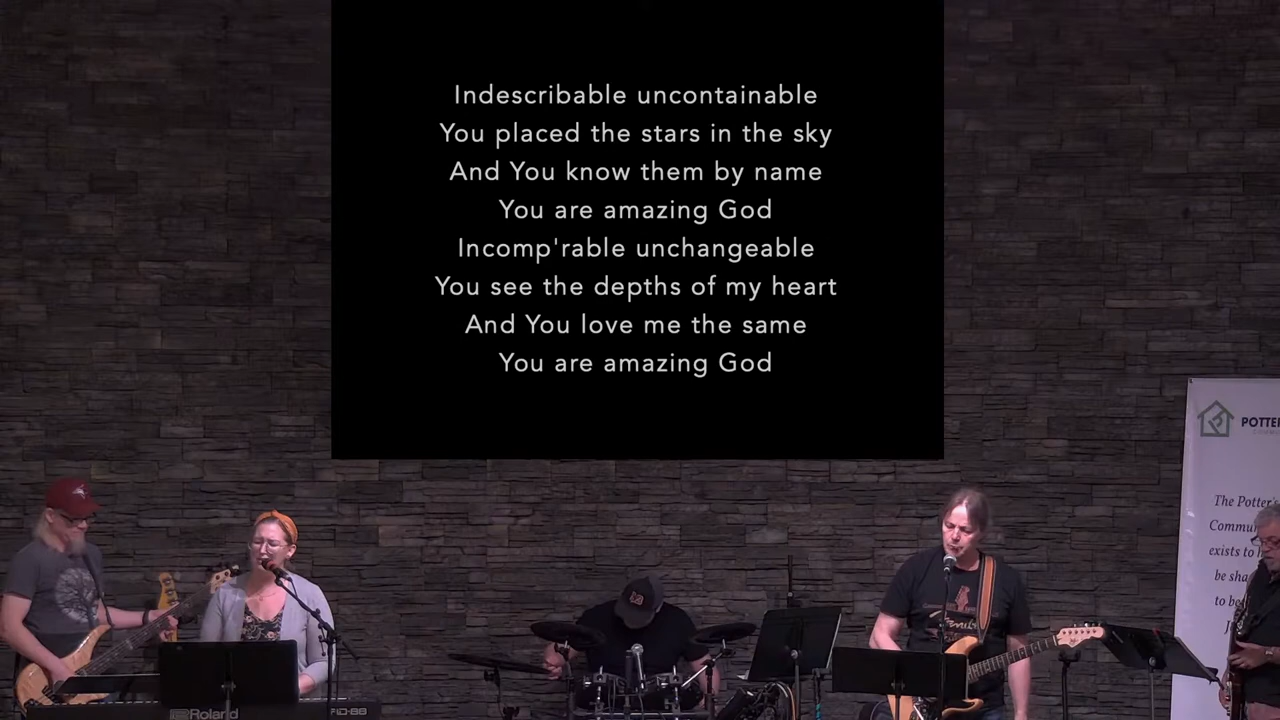 Indescribable uncontainable
You placed the stars in the sky
And You know them by name
You are amazing God
Incomp'rable unchangeable
You see the depths of my heart
And You love me the same
You are amazing God
POTTER
The Potter's
exists to
be sha
to be
Roland